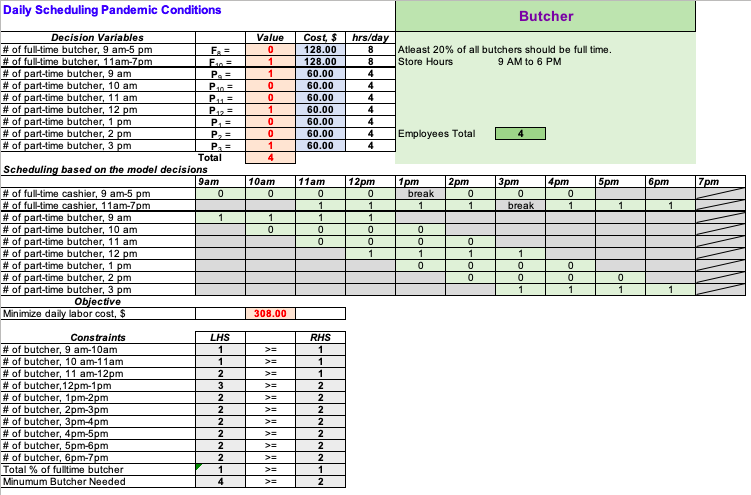 Daily Scheduling Pandemic Conditions
Butcher
Decision Variables Value Cost, $ hrs/day
# of full-time butcher, 9 am-5 pm 0 128.00 8 Atleast 20% of all butchers should be full time.
# of full-time butcher, 11am-7pm 1 128.00 8 Store Hours 9 AM to 6 PM
# of part-time butcher, 9 am P₉ = 1 60.00 4
# of part-time butcher, 10 am P₁₀ = 0 60.00 4
# of part-time butcher, 11 am P₁₁ = 0 60.00 4
# of part-time butcher, 12 pm P₁₂ = 1 60.00 4
# of part-time butcher, 1 pm P₁ = 0 60.00 4
# of part-time butcher, 2 pm P₂ = 0 60.00 4 Employees Total 4
# of part-time butcher, 3 pm P₃ = 1 60.00 4
Total 4
Scheduling based on the model decisions
9am 10am 11am 12pm 1pm 2pm 3pm 4pm 5pm 6pm 7pm
# of full-time cashier, 9 am-5 pm 0 0 0 0 break 0 0 0
# of full-time cashier, 11am-7pm 1 1 1 1 break 1 1 1
# of part-time butcher, 9 am 1 1 1 1
# of part-time butcher, 10 am 0 0 0 0
# of part-time butcher, 11 am 0 0 0 0
# of part-time butcher, 12 pm 1 1 1 1
# of part-time butcher, 1 pm 0 0 0 0
# of part-time butcher, 2 pm 0 0 0 0
# of part-time butcher, 3 pm 1 1 1 1
Objective
Minimize daily labor cost, $ 308.00
Constraints LHS RHS
# of butcher, 9 am-10am 1 >= 1
# of butcher, 10 am-11am 1 >= 1
# of butcher, 11 am-12pm 2 >= 1
# of butcher,12pm-1pm 3 >= 2
# of butcher, 1pm-2pm 2 >= 2
# of butcher, 2pm-3pm 2 >= 2
# of butcher, 3pm-4pm 2 >= 2
# of butcher, 4pm-5pm 2 >= 2
# of butcher, 5pm-6pm 2 >= 2
# of butcher, 6pm-7pm 2 >= 2
Total % of fulltime butcher 1 >= 1
Minumum Butcher Needed 4 >= 2